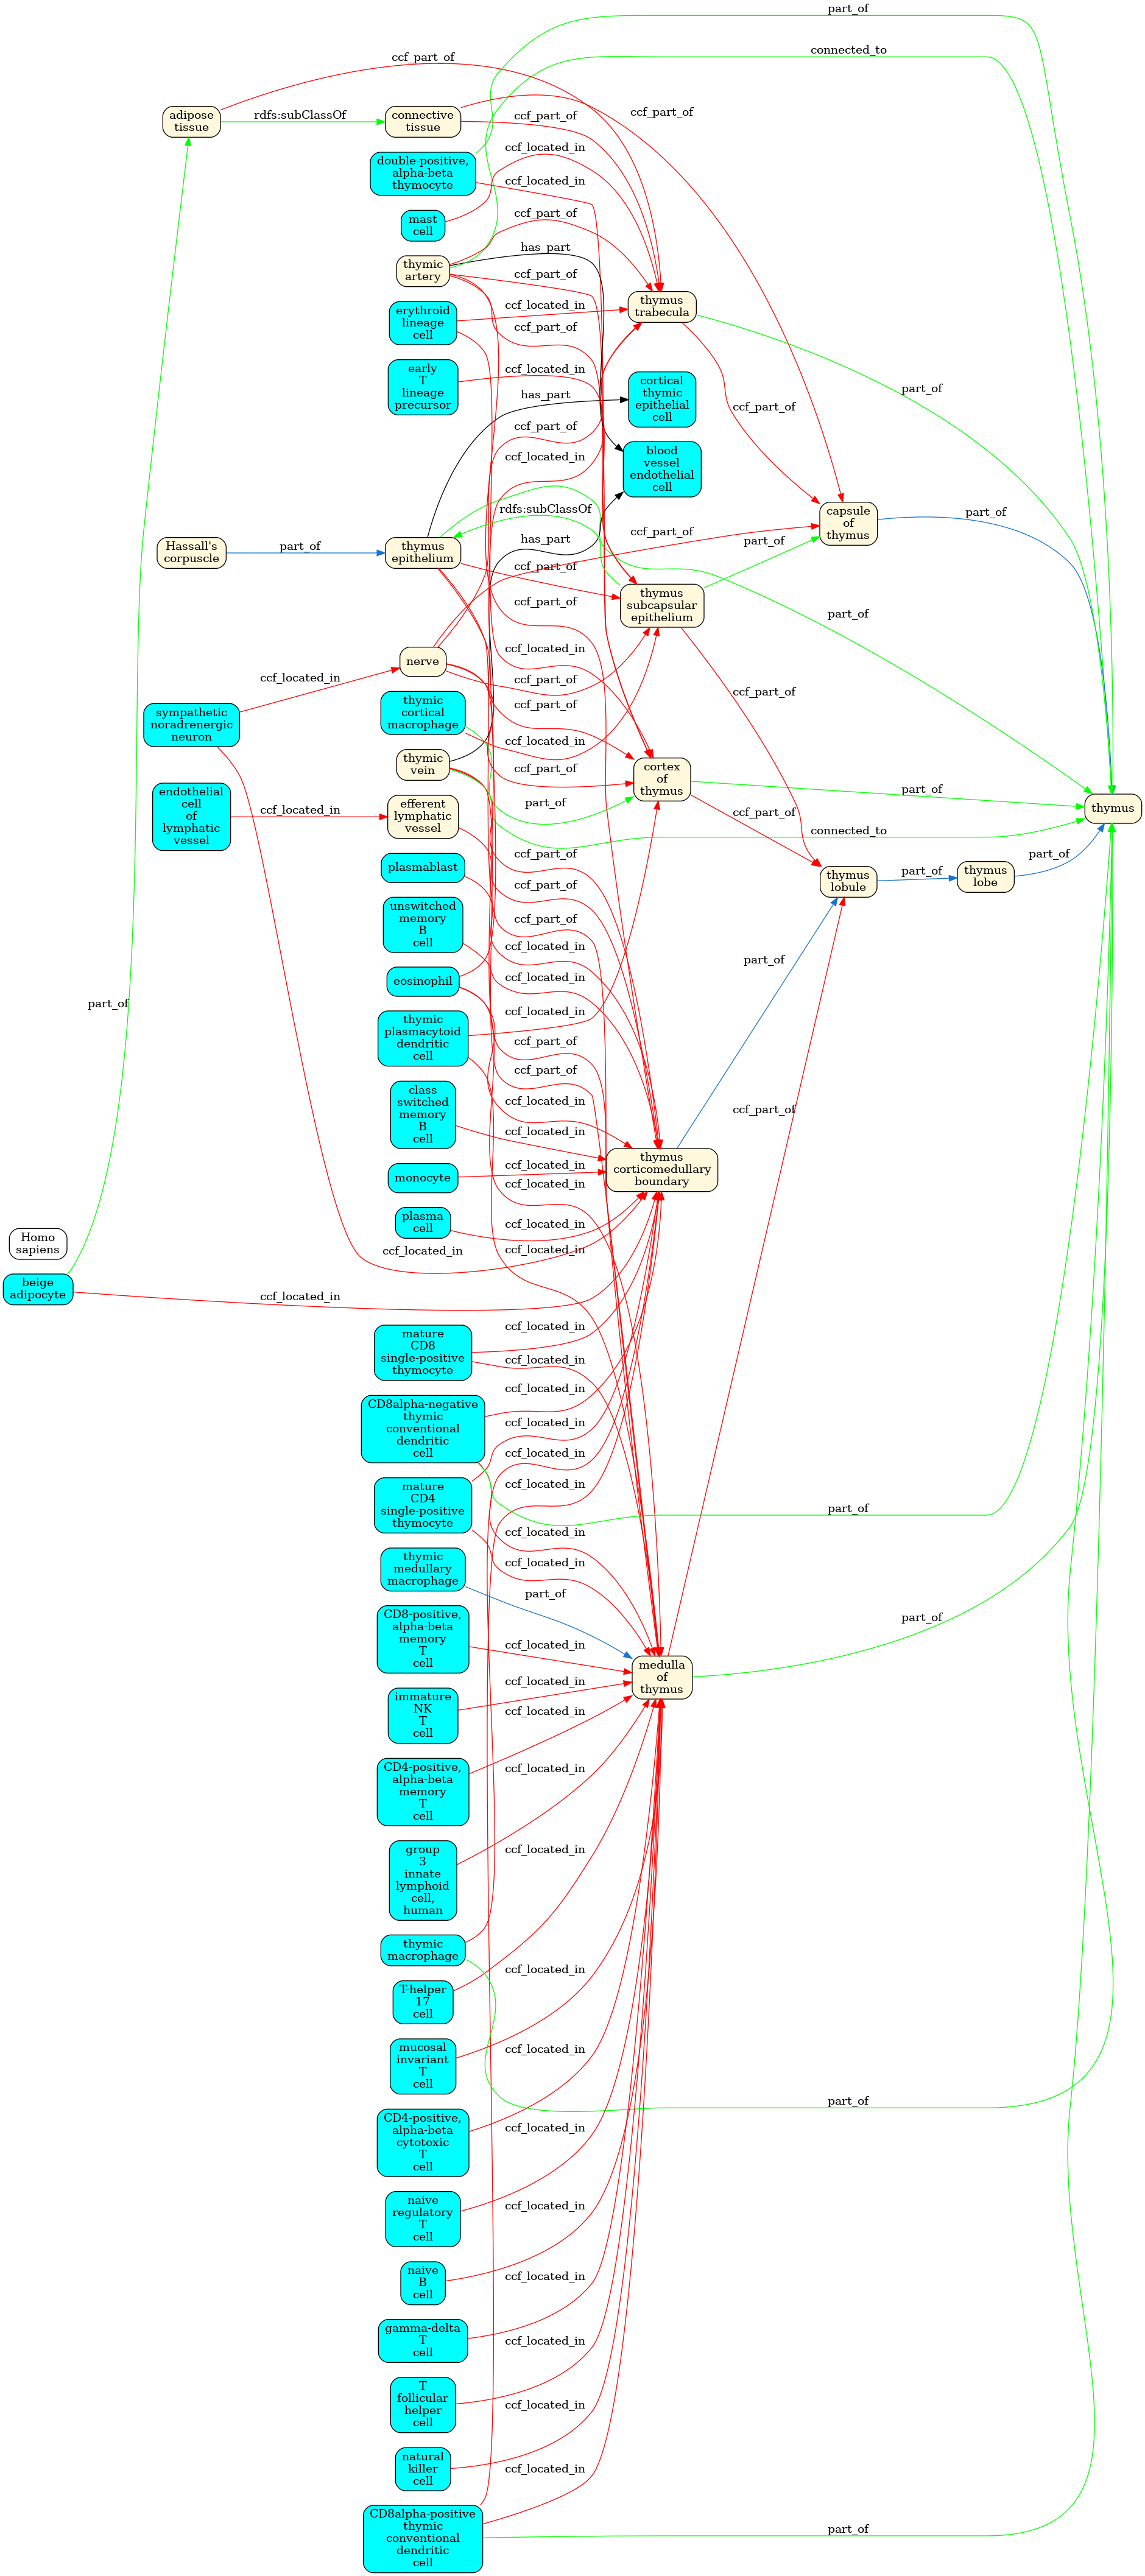 part_of
connected_to
ccf_part_of
adipose
tissue
rdfs:subClassOf
connective
tissue
ccf_part_of
ccf_part_of
double-positive,
alpha-beta
thymocyte
ccf_located_in
ccf_located_in
mast
cell
ccf_part_of
thymic
artery
has_part
ccf_part_of
erythroid
lineage
cell
ccf_located_in
ccf_part_of
thymus
trabecula
early
T
lineage
precursor
ccf_located_in
has_part
cortical
thymic
epithelial
cell
part_of
ccf_part_of
ccf_part_of
ccf_located_in
blood
vessel
endothelial
cell
rdfs:subClassOf
capsule
of
thymus
part_of
Hassall's
corpuscle
part_of
thymus
epithelium
has_part
ccf_part_of
part_of
ccf_part_of
thymus
subcapsular
epithelium
ccf_part_of
part_of
ccf_located_in
nerve
ccf_located_in
ccf_part_of
ccf_part_of
sympathetic
noradrenergic
neuron
thymic
cortical
macrophage
ccf_part_of
ccf_located_in
thymic
vein
ccf_part_of
cortex
of
thymus
part_of
endothelial
cell
of
lymphatic
vessel
ccf_located_in
efferent
lymphatic
vessel
part_of
ccf_part_of
connected_to
thymus
plasmablast
ccf_part_of
thymus
lobule
part_of
thymus
lobe
part_of
unswitched
memory
B
cell
ccf_part_of
ccf_part_of
ccf_located_in
part_of
eosinophil
ccf_located_in
part_of
thymic
plasmacytoid
dendritic
cell
ccf_located_in
ccf_part_of
ccf_part_of
class
switched
memory
B
cell
ccf_located_in
ccf_located_in
ccf_part_of
monocyte
ccf_located_in
ccf_located_in
thymus
corticomedullary
boundary
plasma
cell
ccf_located_in
Homo
sapiens
ccf_located_in
ccf_located_in
beige
adipocyte
ccf_located_in
mature
CD8
single-positive
thymocyte
ccf_located_in
ccf_located_in
CD8alpha-negative
thymic
conventional
dendritic
cell
ccf_located_in
ccf_located_in
ccf_located_in
mature
CD4
single-positive
thymocyte
ccf_located_in
part_of
ccf_located_in
thymic
medullary
macrophage
ccf_located_in
part_of
CD8-positive,
alpha-beta
memory
T
cell
part_of
ccf_located_in
medulla
of
thymus
immature
NK
T
cell
ccf_located_in
ccf_located_in
CD4-positive,
alpha-beta
memory
T
cell
ccf_located_in
group
3
innate
lymphoid
cell,
human
ccf_located_in
thymic
macrophage
ccf_located_in
T-helper
17
cell
part_of
mucosal
invariant
T
cell
ccf_located_in
CD4-positive,
alpha-beta
cytotoxic
T
cell
ccf_located_in
naive
regulatory
T
cell
ccf_located_in
naive
B
cell
ccf_located_in
gamma-delta
T
cell
ccf_located_in
T
follicular
helper
cell
ccf_located_in
natural
killer
cell
ccf_located_in
CD8alpha-positive
thymic
conventional
dendritic
cell
part_of